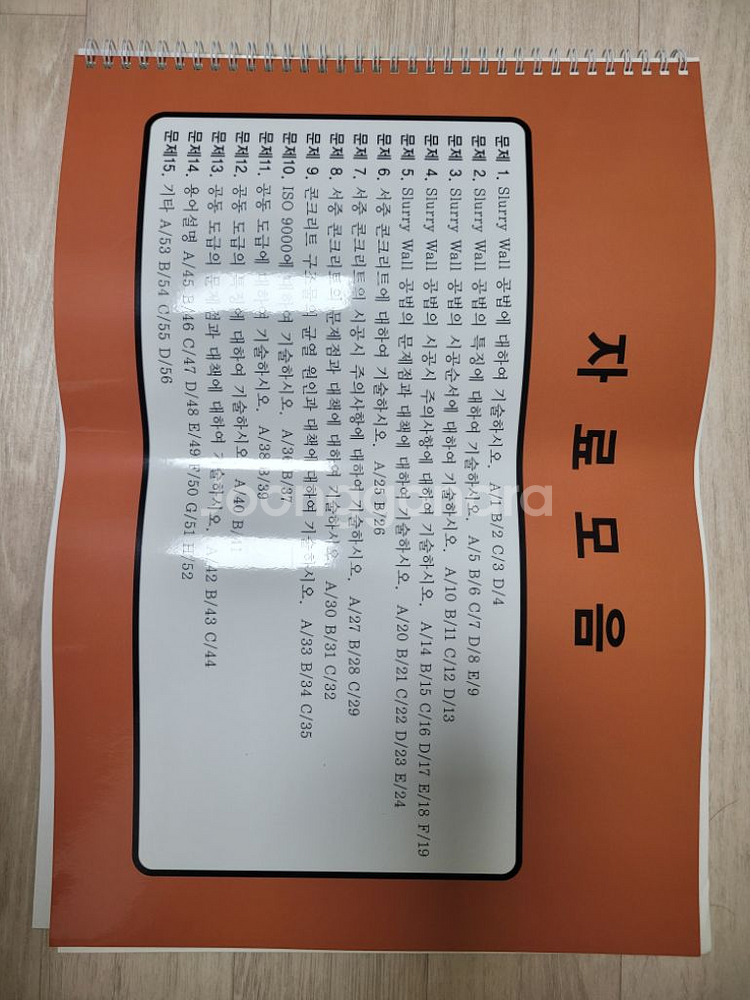 자 료 모 음
문제 1. Slurry Wall 공법에 대하여 기술하시오. A/1 B/2 C/3 D/4
문제 2. Slurry Wall 공법의 특징에 대하여 기술하시오. A/5 B/6 C/7 D/8 E/9
문제 3. Slurry Wall 공법의 시공순서에 대하여 기술하시오. A/10 B/11 C/12 D/13
문제 4. Slurry Wall 공법의 시공시 주의사항에 대하여 기술하시오. A/14 B/15 C/16 D/17 E/18 F/19
문제 5. Slurry Wall 공법의 문제점과 대책에 대하여 기술하시오. A/20 B/21 C/22 D/23 E/24
문제 6. 서중 콘크리트에 대하여 기술하시오. A/25 B/26
문제 7. 서중 콘크리트의 시공시 주의사항에 대하여 기술하시오. A/27 B/28 C/29
문제 8. 서중 콘크리트의 문제점과 대책에 대하여 기술하시오. A/30 B/31 C/32
문제 9. 콘크리트 구조물의 균열 원인과 대책에 대하여 기술하시오. A/33 B/34 C/35
문제10. ISO 9000에 대하여 기술하시오. A/36 B/37
문제11. 공동 도급에 대하여 기술하시오. A/38 B/39
문제12. 공동 도급의 특징에 대하여 기술하시오. A/40 B/41
문제13. 공동 도급의 문제점과 대책에 대하여 기술하시오. A/42 B/43 C/44
문제14. 용어설명 A/45 B/46 C/47 D/48 E/49 F/50 G/51 H/52
문제15. 기타 A/53 B/54 C/55 D/56
joonggonara